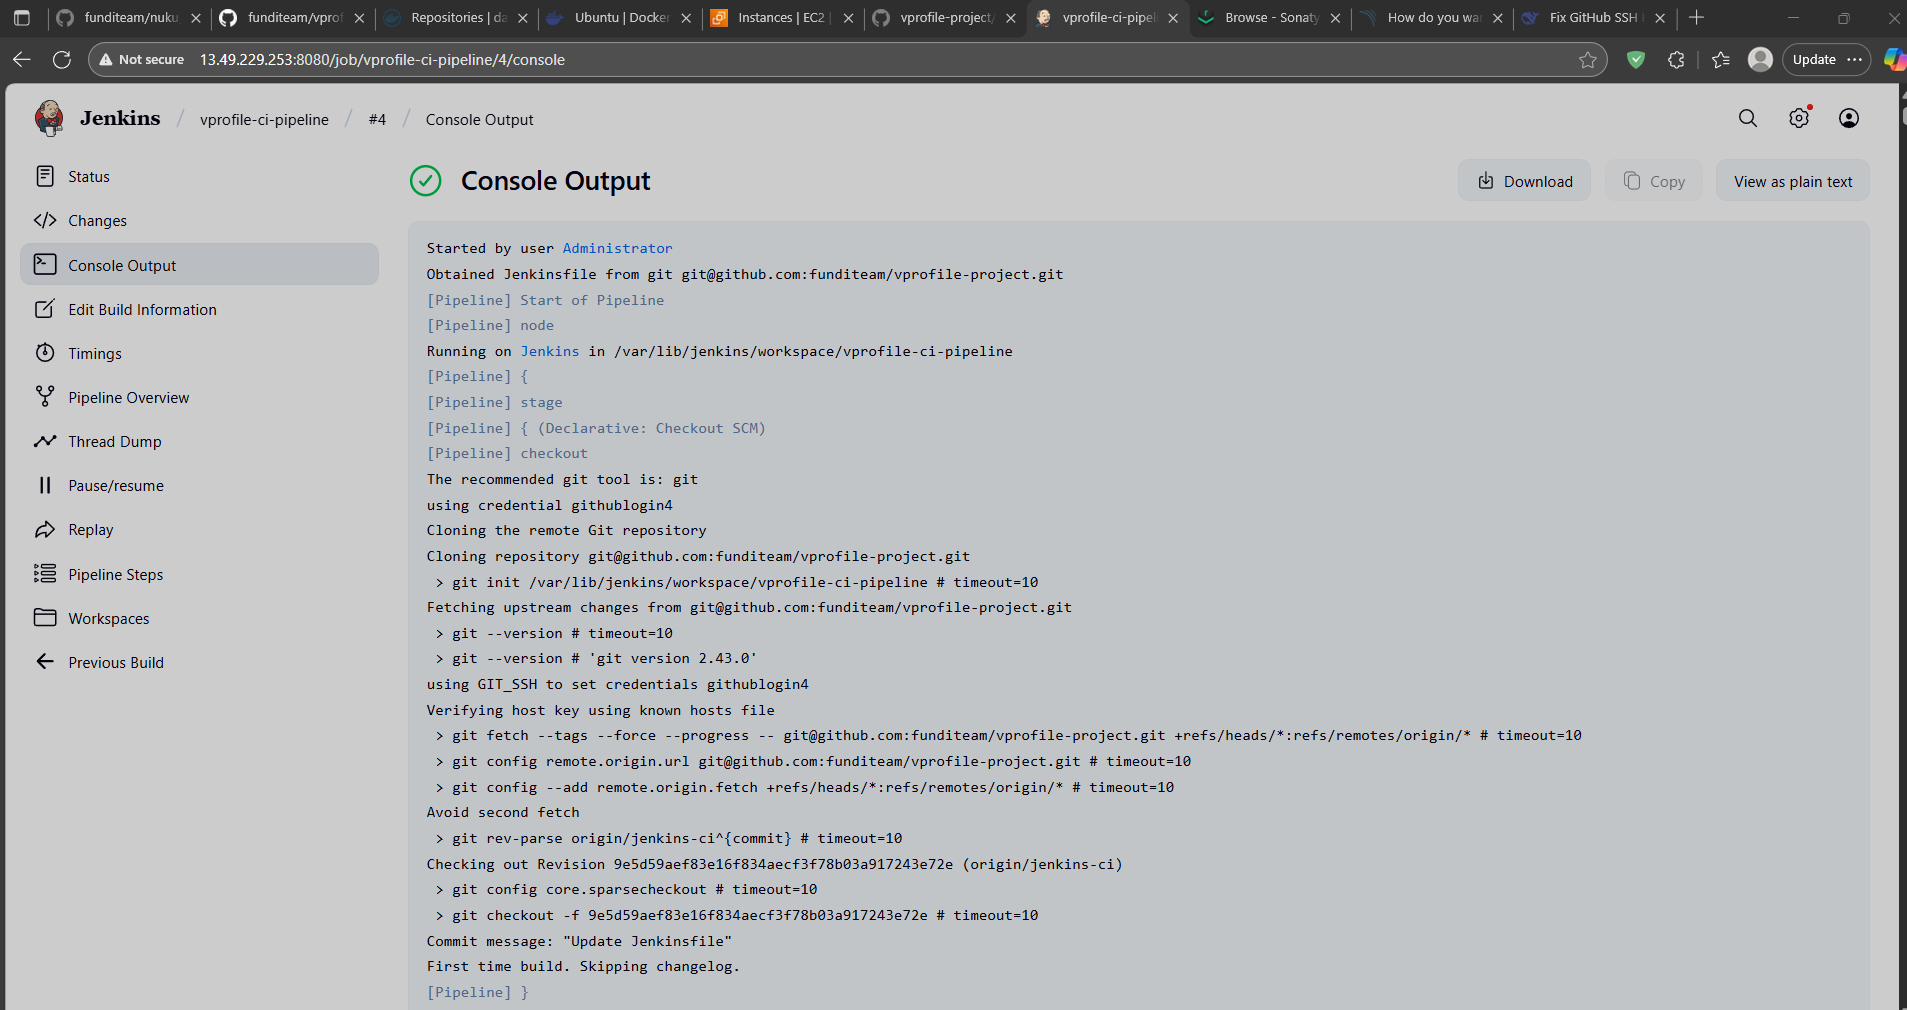 funditeam/nuku
funditeam/vprof
Repositories | da
Ubuntu | Docker
Instances | EC2
vprofile-project/
vprofile-ci-pipeli
Browse - Sonaty
How do you wa
Fix GitHub SSH
Not secure 13.49.229.253:8080/job/vprofile-ci-pipeline/4/console
Update
Jenkins / vprofile-ci-pipeline / #4 / Console Output
Status
Changes
Console Output
Edit Build Information
Timings
Pipeline Overview
Thread Dump
Pause/resume
Replay
Pipeline Steps
Workspaces
Previous Build
Console Output
Download
Copy
View as plain text
Started by user Administrator
Obtained Jenkinsfile from git git@github.com:funditeam/vprofile-project.git
[Pipeline] Start of Pipeline
[Pipeline] node
Running on Jenkins in /var/lib/jenkins/workspace/vprofile-ci-pipeline
[Pipeline] {
[Pipeline] stage
[Pipeline] { (Declarative: Checkout SCM)
[Pipeline] checkout
The recommended git tool is: git
using credential githublogin4
Cloning the remote Git repository
Cloning repository git@github.com:funditeam/vprofile-project.git
> git init /var/lib/jenkins/workspace/vprofile-ci-pipeline # timeout=10
Fetching upstream changes from git@github.com:funditeam/vprofile-project.git
> git --version # timeout=10
> git --version # 'git version 2.43.0'
using GIT_SSH to set credentials githublogin4
Verifying host key using known hosts file
> git fetch --tags --force --progress -- git@github.com:funditeam/vprofile-project.git +refs/heads/*:refs/remotes/origin/* # timeout=10
> git config remote.origin.url git@github.com:funditeam/vprofile-project.git # timeout=10
> git config --add remote.origin.fetch +refs/heads/*:refs/remotes/origin/* # timeout=10
Avoid second fetch
> git rev-parse origin/jenkins-ci^{commit} # timeout=10
Checking out Revision 9e5d59aef83e16f834aecf3f78b03a917243e72e (origin/jenkins-ci)
> git config core.sparsecheckout # timeout=10
> git checkout -f 9e5d59aef83e16f834aecf3f78b03a917243e72e # timeout=10
Commit message: "Update Jenkinsfile"
First time build. Skipping changelog.
[Pipeline] }